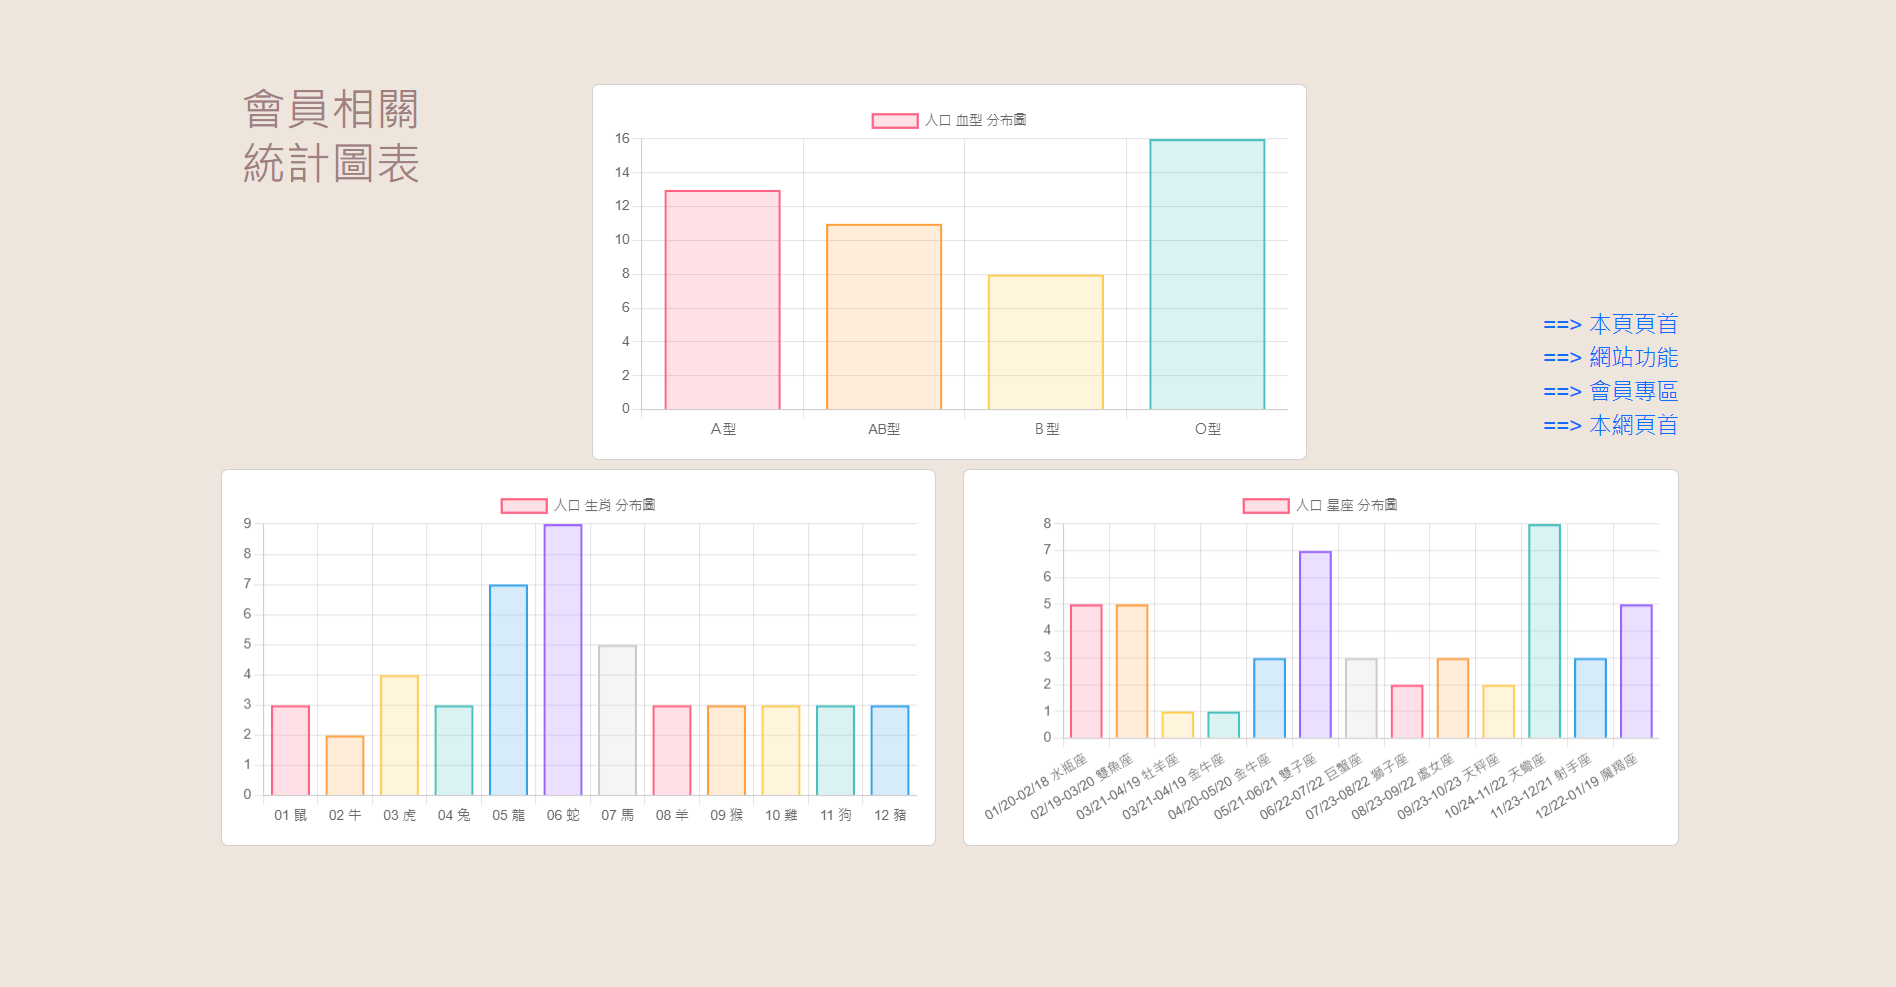 會員相關
統計圖表
人口 血型 分布圖
16
14
12
10
8
6
4
2
0
A型
AB型
B型
O型
==> 本頁頁首
==> 網站功能
==> 會員專區
==> 本網頁首
人口 生肖 分布圖
9
8
7
6
5
4
3
2
1
0
01 鼠
02 牛
03 虎
04 兔
05 龍
06 蛇
07 馬
08 羊
09 猴
10 雞
11 狗
12 豬
人口 星座 分布圖
8
7
6
5
4
3
2
1
0
01/20-02/18 水瓶座
02/19-03/20 雙魚座
03/21-04/19 牡羊座
03/21-04/19 金牛座
04/20-05/20 金牛座
05/21-06/21 雙子座
06/22-07/22 巨蟹座
07/23-08/22 獅子座
08/23-09/22 處女座
09/23-10/23 天秤座
10/24-11/22 天蠍座
11/23-12/21 射手座
12/22-01/19 魔羯座